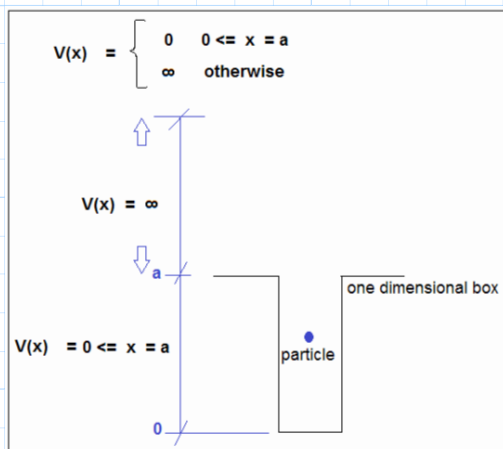 V(x) = { 0 0 <= x = a
∞ otherwise
V(x) = ∞
a
one dimensional box
V(x) = 0 <= x = a
particle
0